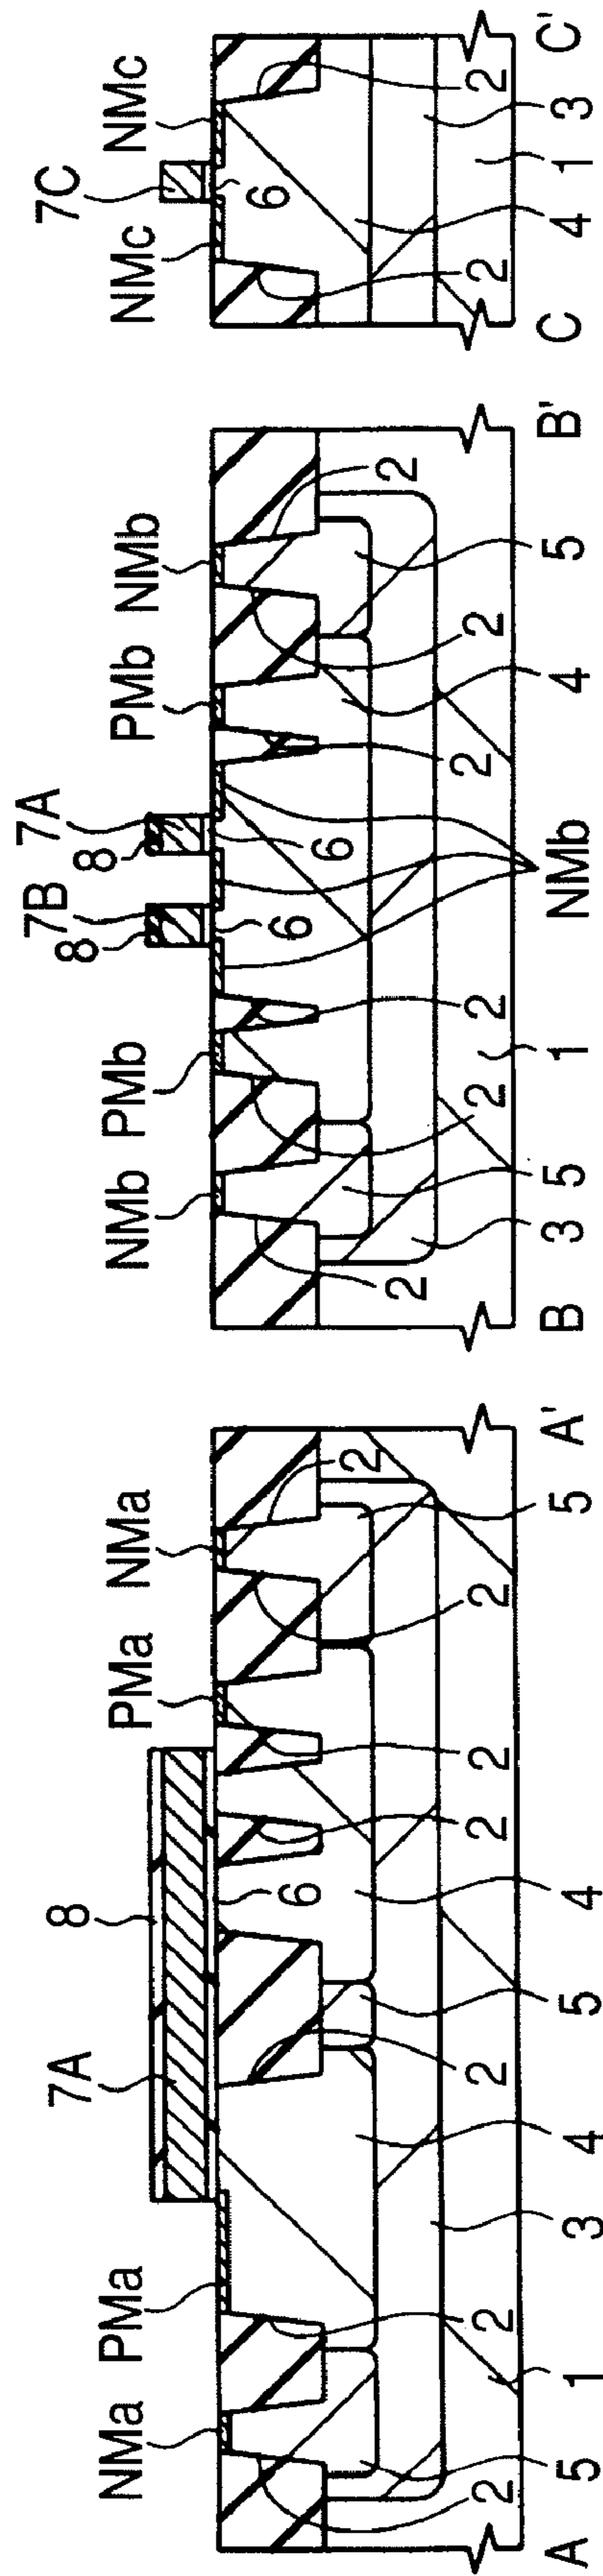 7A 8
NMa PMa PMa NMa
6
2 2 2 2 2 2 2
A 5 1 3 4 5 4 5 A'
8 7B 8 7A
NMb PMb PMb NMb
6 6
2 2 2 2 2 2
B 3 5 1 NMb 4 5 B'
7C
NMc NMc
6
2 2
C 4 1 3 C'